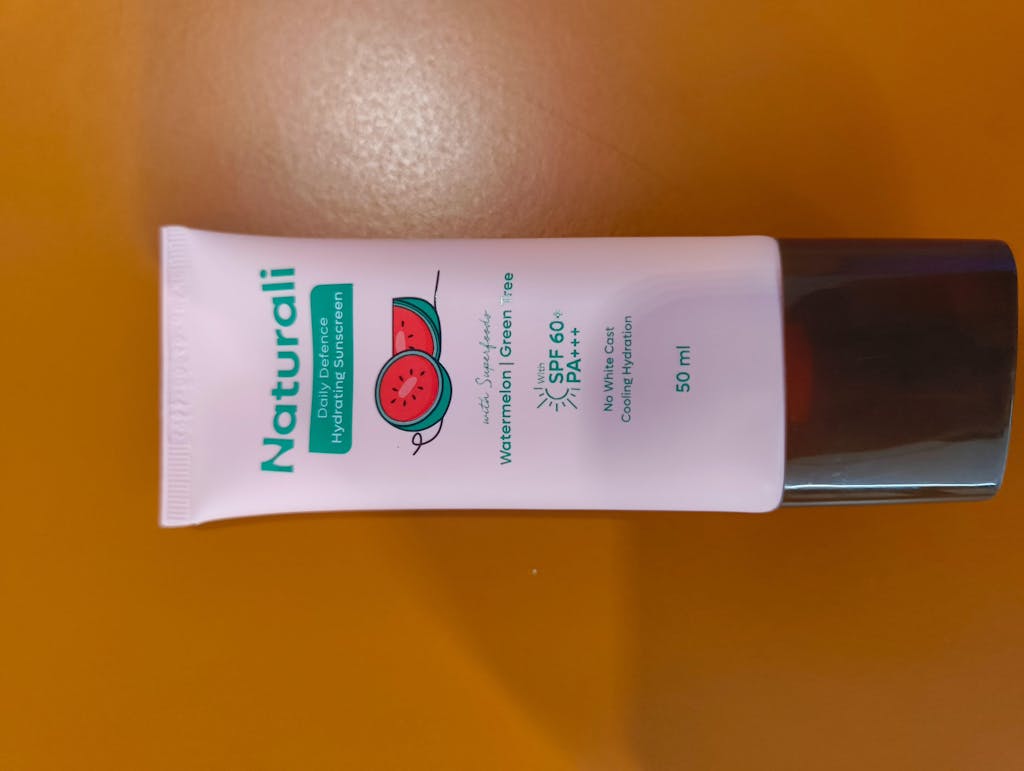 Naturali
Daily Defence
Hydrating Sunscreen
with Superfoods
Watermelon | Green Tree
With
SPF 60+
PA+++
No White Cast
Cooling Hydration
50 ml